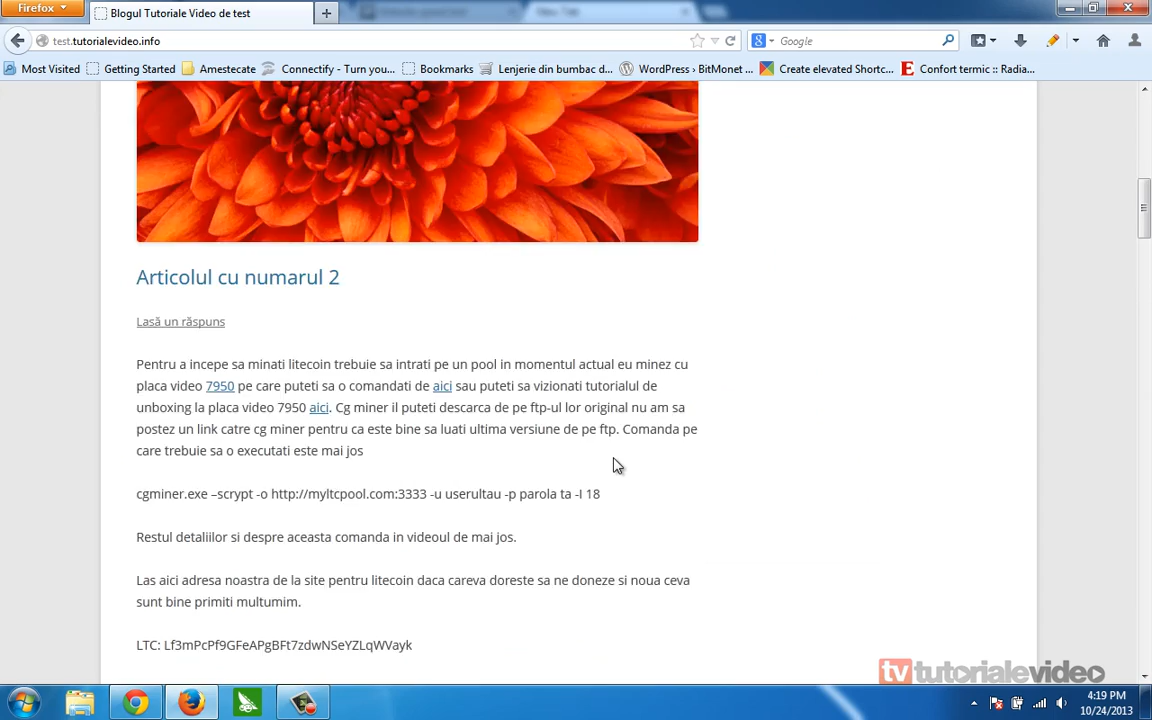 Firefox
Blogul Tutoriale Video de test
New Tab
test.tutorialevideo.info
Google
Most Visited
Getting Started
Amestecate
Connectify - Turn you...
Bookmarks
Lenjerie din bumbac d...
WordPress › BitMonet ...
Create elevated Shortc...
Confort termic :: Radia...
Articolul cu numarul 2
Lasă un răspuns
Pentru a incepe sa minati litecoin trebuie sa intrati pe un pool in momentul actual eu minez cu
placa video 7950 pe care puteti sa o comandati de aici sau puteti sa vizionati tutorialul de
unboxing la placa video 7950 aici. Cg miner il puteti descarca de pe ftp-ul lor original nu am sa
postez un link catre cg miner pentru ca este bine sa luati ultima versiune de pe ftp. Comanda pe
care trebuie sa o executati este mai jos
cgminer.exe –scrypt -o http://myltcpool.com:3333 -u userultau -p parola ta -I 18
Restul detaliilor si despre aceasta comanda in videoul de mai jos.
Las aici adresa noastra de la site pentru litecoin daca careva doreste sa ne doneze si noua ceva
sunt bine primiti multumim.
LTC: Lf3mPcPf9GFeAPgBFt7zdwNSeYZLqWVayk
tv tutorialevideo
4:19 PM
10/24/2013